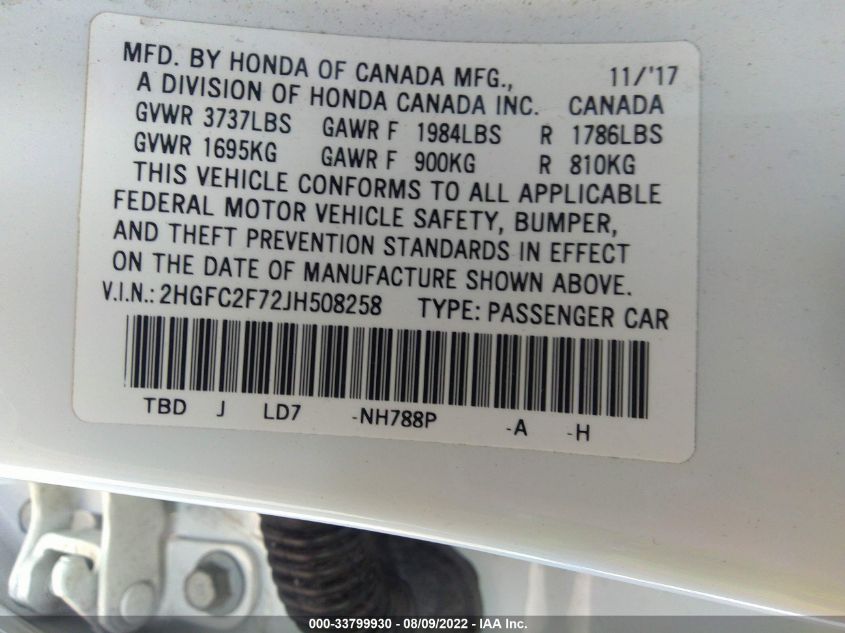 MFD. BY HONDA OF CANADA MFG., 11/'17
A DIVISION OF HONDA CANADA INC. CANADA
GVWR 3737LBS GAWR F 1984LBS R 1786LBS
GVWR 1695KG GAWR F 900KG R 810KG
THIS VEHICLE CONFORMS TO ALL APPLICABLE
FEDERAL MOTOR VEHICLE SAFETY, BUMPER,
AND THEFT PREVENTION STANDARDS IN EFFECT
ON THE DATE OF MANUFACTURE SHOWN ABOVE.
V.I.N.: 2HGFC2F72JH508258 TYPE: PASSENGER CAR
TBD J LD7 -NH788P -A -H
000-33799930 - 08/09/2022 - IAA Inc.